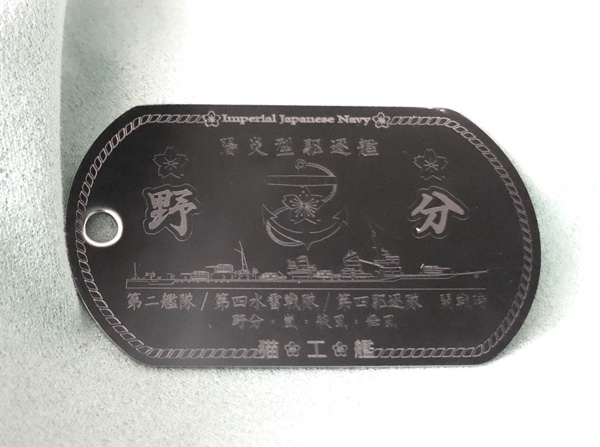 Imperial Japanese Navy
陽炎型駆逐艦
野 分
第二艦隊/第四水雷戦隊/第四駆逐隊
野分・嵐・萩風・舞風
猫工艦